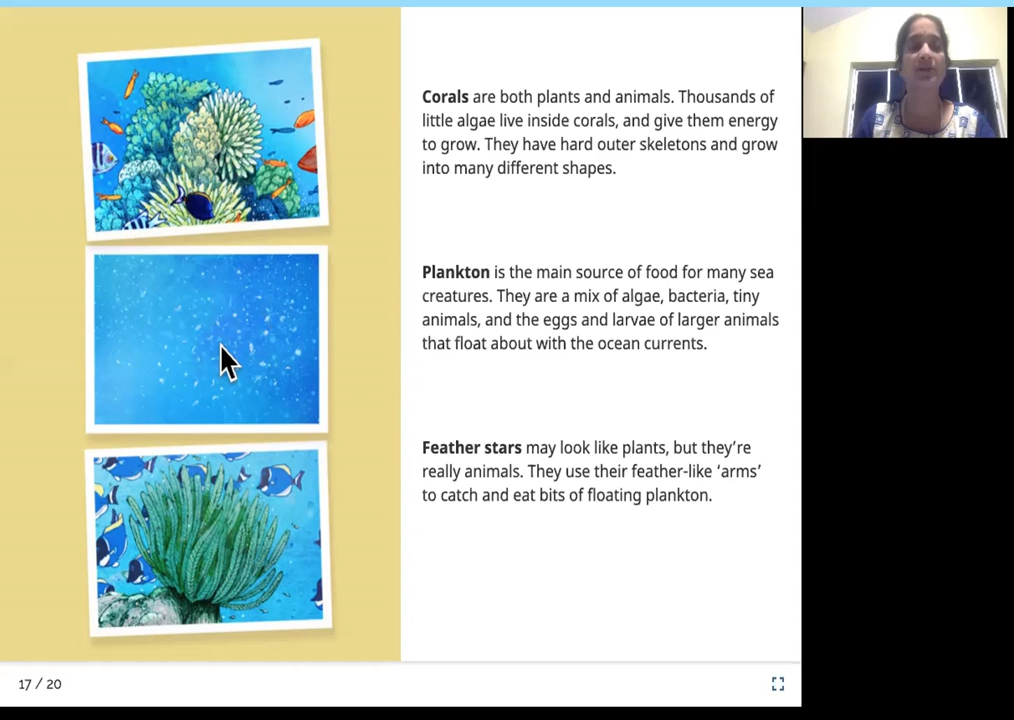 Corals are both plants and animals. Thousands of
little algae live inside corals, and give them energy
to grow. They have hard outer skeletons and grow
into many different shapes.
Plankton is the main source of food for many sea
creatures. They are a mix of algae, bacteria, tiny
animals, and the eggs and larvae of larger animals
that float about with the ocean currents.
Feather stars may look like plants, but they’re
really animals. They use their feather-like ‘arms’
to catch and eat bits of floating plankton.
17 / 20